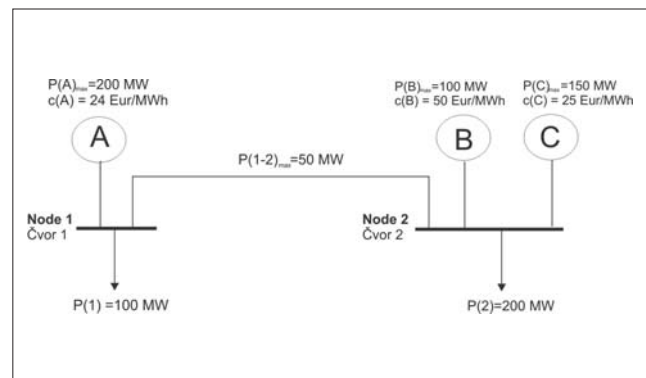 P(A)max=200 MW
c(A) = 24 Eur/MWh
P(B)max=100 MW
c(B) = 50 Eur/MWh
P(C)max=150 MW
c(C) = 25 Eur/MWh
A
B
C
P(1-2)max=50 MW
Node 1
Čvor 1
Node 2
Čvor 2
P(1) =100 MW
P(2)=200 MW